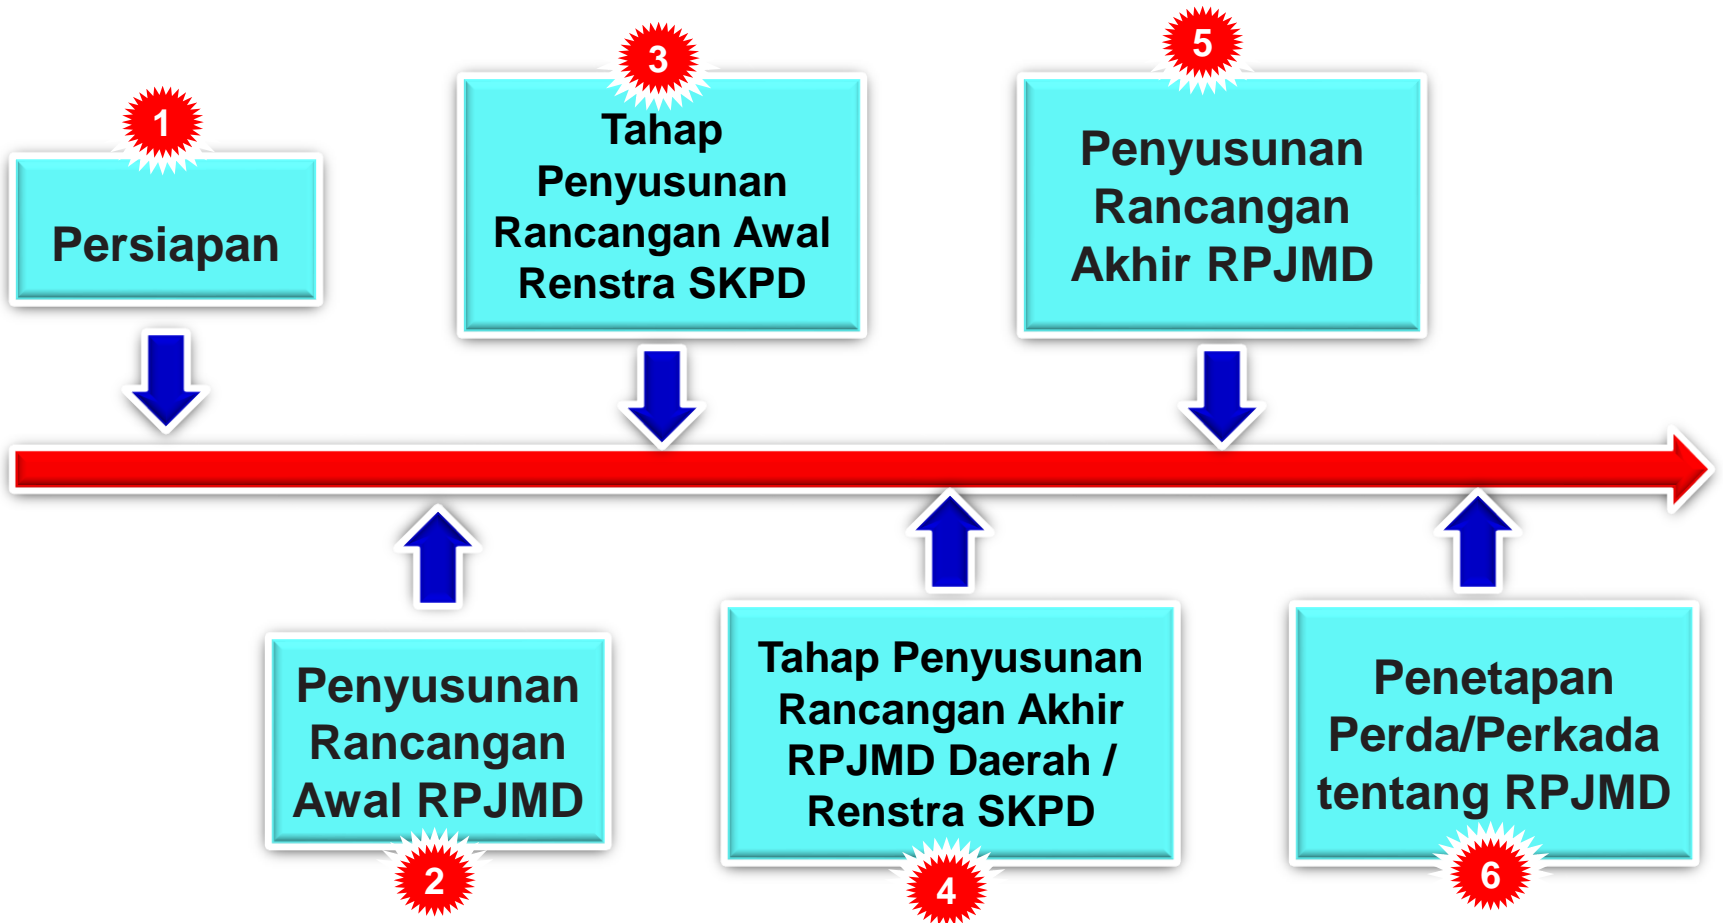 1
Persiapan
2
Penyusunan
Rancangan
Awal RPJMD
3
Tahap
Penyusunan
Rancangan Awal
Renstra SKPD
4
Tahap Penyusunan
Rancangan Akhir
RPJMD Daerah /
Renstra SKPD
5
Penyusunan
Rancangan
Akhir RPJMD
6
Penetapan
Perda/Perkada
tentang RPJMD